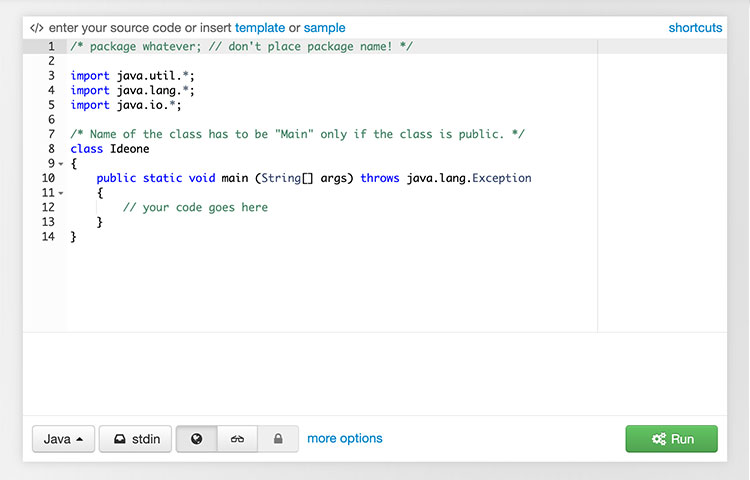 </> enter your source code or insert template or sample shortcuts
1 /* package whatever; // don't place package name! */
2
3 import java.util.*;
4 import java.lang.*;
5 import java.io.*;
6
7 /* Name of the class has to be "Main" only if the class is public. */
8 class Ideone
9 {
10 public static void main (String[] args) throws java.lang.Exception
11 {
12 // your code goes here
13 }
14 }
Java stdin more options Run